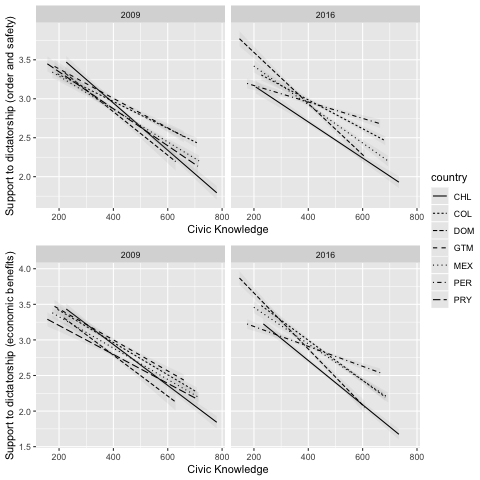 2009
2016
Support to dictatorship (order and safety)
3.5
3.0
2.5
2.0
200
400
600
800
200
400
600
800
Civic Knowledge
country
CHL
COL
DOM
GTM
MEX
PER
PRY
2009
2016
Support to dictatorship (economic benefits)
4.0
3.5
3.0
2.5
2.0
1.5
200
400
600
800
200
400
600
800
Civic Knowledge